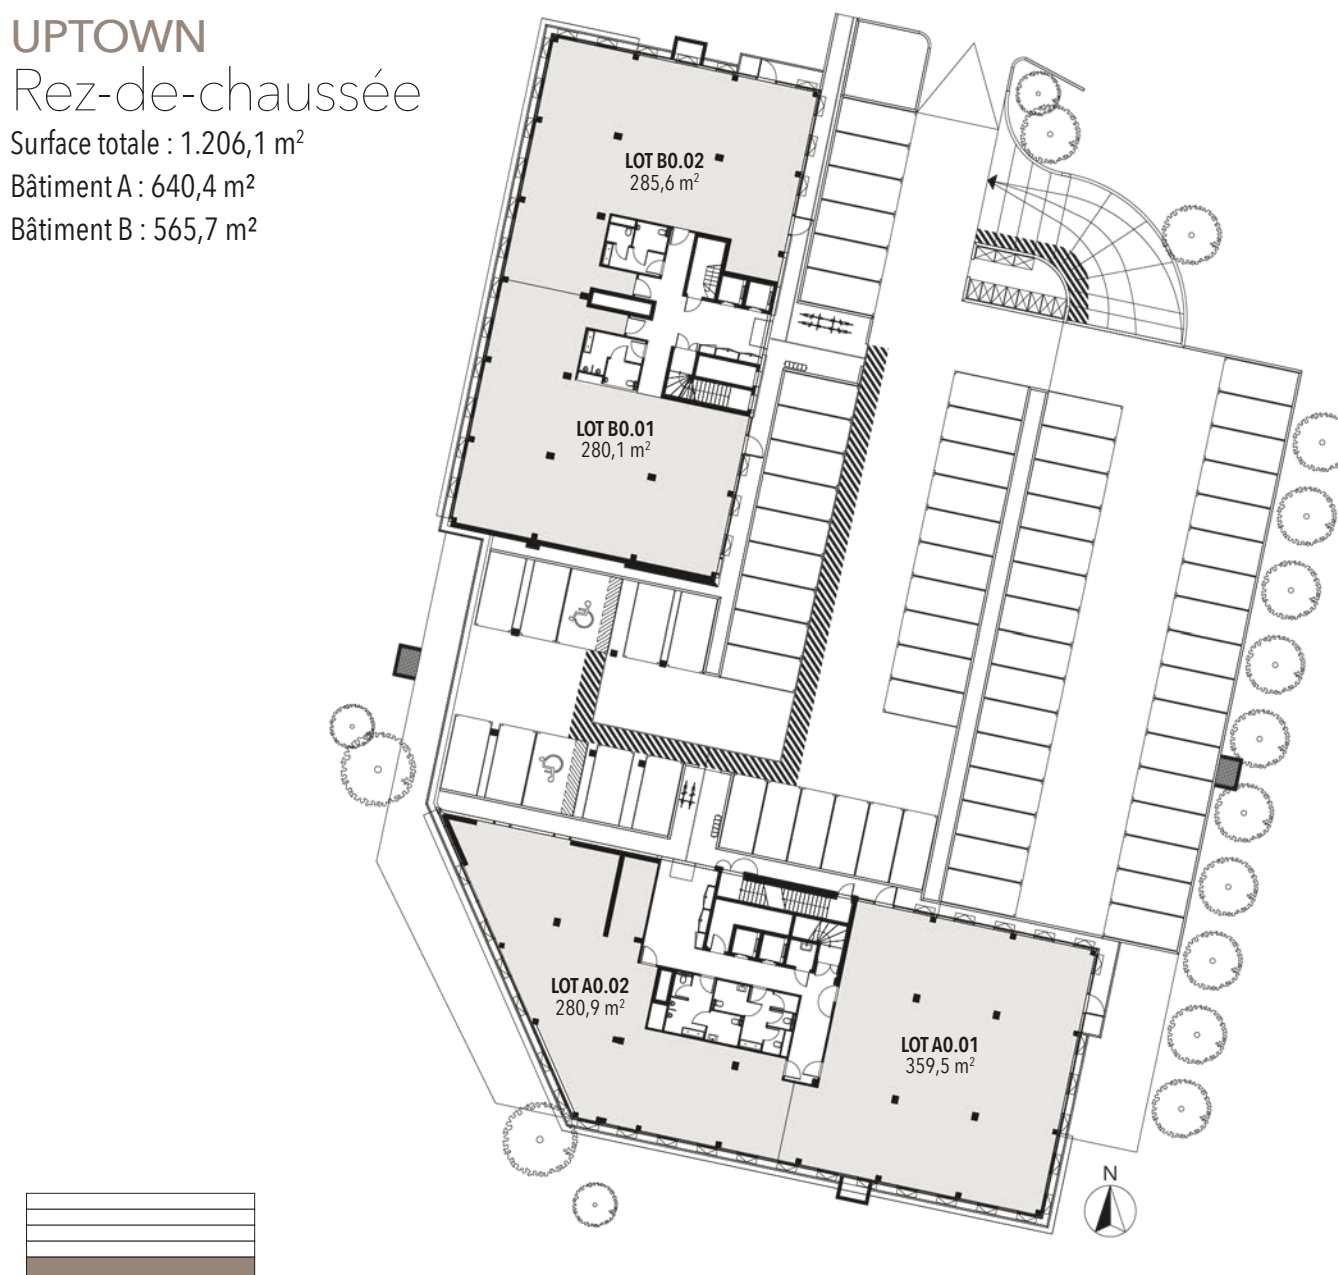 UPTOWN
Rez-de-chaussée
Surface totale : 1.206,1 m²
Bâtiment A : 640,4 m²
Bâtiment B : 565,7 m²
LOT B0.02
285,6 m²
LOT B0.01
280,1 m²
LOT A0.02
280,9 m²
LOT A0.01
359,5 m²
N